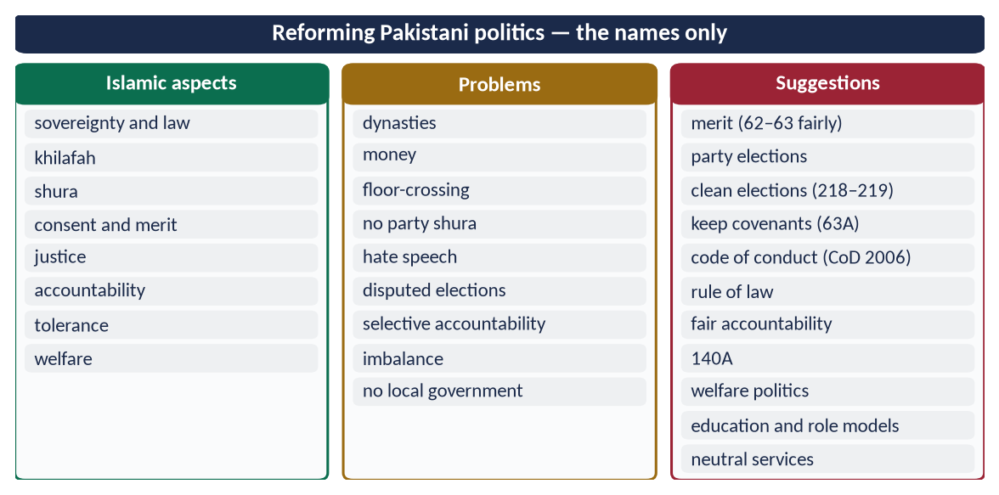 Reforming Pakistani politics — the names only
Islamic aspects
sovereignty and law
khilafah
shura
consent and merit
justice
accountability
tolerance
welfare
Problems
dynasties
money
floor-crossing
no party shura
hate speech
disputed elections
selective accountability
imbalance
no local government
Suggestions
merit (62–63 fairly)
party elections
clean elections (218–219)
keep covenants (63A)
code of conduct (CoD 2006)
rule of law
fair accountability
140A
welfare politics
education and role models
neutral services